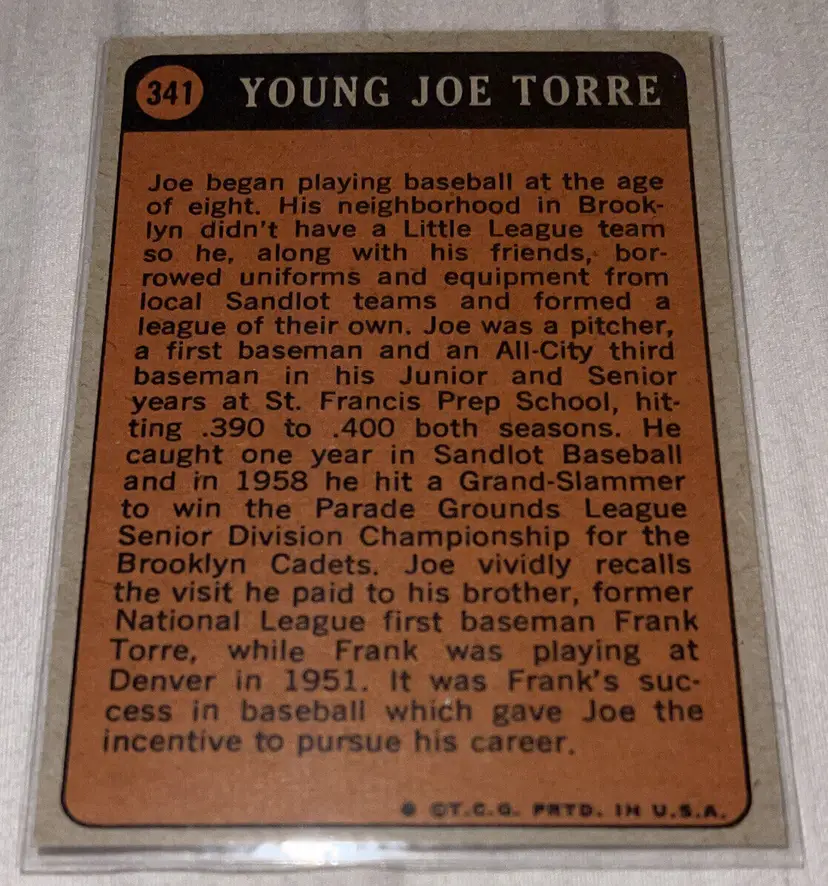 341 YOUNG JOE TORRE
Joe began playing baseball at the age
of eight. His neighborhood in Brook-
lyn didn't have a Little League team
so he, along with his friends, bor-
rowed uniforms and equipment from
local Sandlot teams and formed a
league of their own. Joe was a pitcher,
a first baseman and an All-City third
baseman in his Junior and Senior
years at St. Francis Prep School, hit-
ting .390 to .400 both seasons. He
caught one year in Sandlot Baseball
and in 1958 he hit a Grand-Slammer
to win the Parade Grounds League
Senior Division Championship for the
Brooklyn Cadets. Joe vividly recalls
the visit he paid to his brother, former
National League first baseman Frank
Torre, while Frank was playing at
Denver in 1951. It was Frank's suc-
cess in baseball which gave Joe the
incentive to pursue his career.
● ©T.C.G. PRTD. IN U.S.A.